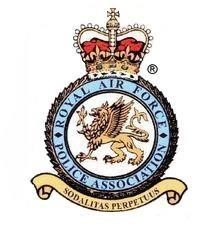 ®
ROYAL AIR FORCE
POLICE ASSOCIATION
SODALITAS PERPETUUS